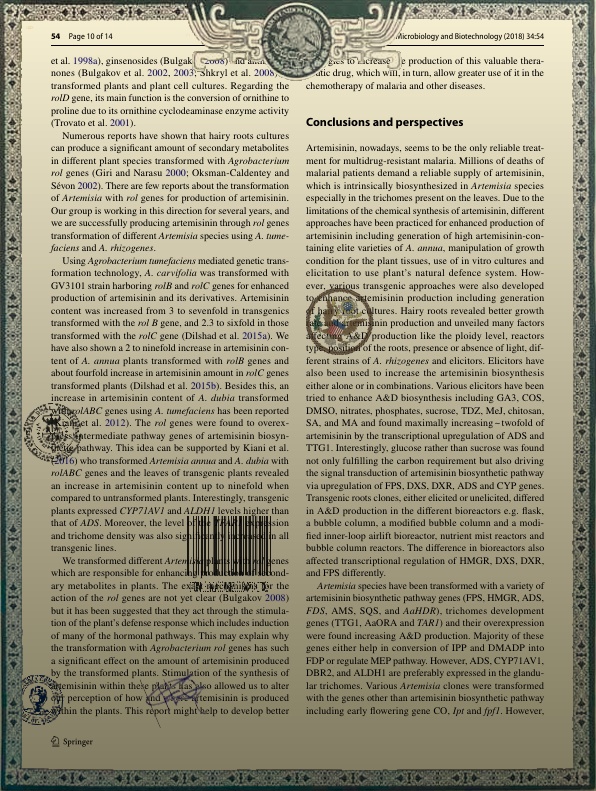 54 Page 10 of 14
Microbiology and Biotechnology (2018) 34:54
et al. 1998a), ginsenosides (Bulgak
nones (Bulgakov et al. 2002, 2003; Shkryl et al. 2008)
transformed plants and plant cell cultures. Regarding the
rolD gene, its main function is the conversion of ornithine to
proline due to its ornithine cyclodeaminase enzyme activity
(Trovato et al. 2001).
Numerous reports have shown that hairy roots cultures
can produce a significant amount of secondary metabolites
in different plant species transformed with Agrobacterium
rol genes (Giri and Narasu 2000; Oksman-Caldentey and
Sévon 2002). There are few reports about the transformation
of Artemisia with rol genes for production of artemisinin.
Our group is working in this direction for several years, and
we are successfully producing artemisinin through rol genes
transformation of different Artemisia species using A. tume-
faciens and A. rhizogenes.
Using Agrobacterium tumefaciens mediated genetic trans-
formation technology, A. carvifolia was transformed with
GV3101 strain harboring rolB and rolC genes for enhanced
production of artemisinin and its derivatives. Artemisinin
content was increased from 3 to sevenfold in transgenics
transformed with the rol B gene, and 2.3 to sixfold in those
transformed with the rolC gene (Dilshad et al. 2015a). We
have also shown a 2 to ninefold increase in artemisinin con-
tent of A. annua plants transformed with rolB genes and
about fourfold increase in artemisinin amount in rolC genes
transformed plants (Dilshad et al. 2015b). Besides this, an
increase in artemisinin content of A. dubia transformed
with rolABC genes using A. tumefaciens has been reported
et al. 2012). The rol genes were found to overex-
intermediate pathway genes of artemisinin biosyn-
pathway. This idea can be supported by Kiani et al.
(2016) who transformed Artemisia annua and A. dubia with
rolABC genes and the leaves of transgenic plants revealed
an increase in artemisinin content up to ninefold when
compared to untransformed plants. Interestingly, transgenic
plants expressed CYP71AV1 and ALDH1 levels higher than
that of ADS. Moreover, the level of the expression
and trichome density was also significantly increased in all
transgenic lines.
We transformed different Artemisia plants with rol genes
which are responsible for enhancing production of second-
ary metabolites in plants. The for the
action of the rol genes are not yet clear (Bulgakov 2008)
but it has been suggested that they act through the stimula-
tion of the plant's defense response which includes induction
of many of the hormonal pathways. This may explain why
the transformation with Agrobacterium rol genes has such
a significant effect on the amount of artemisinin produced
by the transformed plants. Stimulation of the synthesis of
artemisinin within these plants has also allowed us to alter
our perception of how and artemisinin is produced
within the plants. This report might help to develop better
strategies to increase the production of this valuable thera-
peutic drug, which will, in turn, allow greater use of it in the
chemotherapy of malaria and other diseases.
Conclusions and perspectives
Artemisinin, nowadays, seems to be the only reliable treat-
ment for multidrug-resistant malaria. Millions of deaths of
malarial patients demand a reliable supply of artemisinin,
which is intrinsically biosynthesized in Artemisia species
especially in the trichomes present on the leaves. Due to the
limitations of the chemical synthesis of artemisinin, different
approaches have been practiced for enhanced production of
artemisinin including generation of high artemisinin-con-
taining elite varieties of A. annua, manipulation of growth
condition for the plant tissues, use of in vitro cultures and
elicitation to use plant's natural defence system. How-
ever, various transgenic approaches were also developed
to enhance artemisinin production including generation
of hairy root cultures. Hairy roots revealed better growth
artemisinin production and unveiled many factors
affecting A&D production like the ploidy level, reactors
type, position of the roots, presence or absence of light, dif-
ferent strains of A. rhizogenes and elicitors. Elicitors have
also been used to increase the artemisinin biosynthesis
either alone or in combinations. Various elicitors have been
tried to enhance A&D biosynthesis including GA3, COS,
DMSO, nitrates, phosphates, sucrose, TDZ, MeJ, chitosan,
SA, and MA and found maximally increasing ~ twofold of
artemisinin by the transcriptional upregulation of ADS and
TTG1. Interestingly, glucose rather than sucrose was found
not only fulfilling the carbon requirement but also driving
the signal transduction of artemisinin biosynthetic pathway
via upregulation of FPS, DXS, DXR, ADS and CYP genes.
Transgenic roots clones, either elicited or unelicited, differed
in A&D production in the different bioreactors e.g. flask,
a bubble column, a modified bubble column and a modi-
fied inner-loop airlift bioreactor, nutrient mist reactors and
bubble column reactors. The difference in bioreactors also
affected transcriptional regulation of HMGR, DXS, DXR,
and FPS differently.
Artemisia species have been transformed with a variety of
artemisinin biosynthetic pathway genes (FPS, HMGR, ADS,
FDS, AMS, SQS, and AaHDR), trichomes development
genes (TTG1, AaORA and TAR1) and their overexpression
were found increasing A&D production. Majority of these
genes either help in conversion of IPP and DMADP into
FDP or regulate MEP pathway. However, ADS, CYP71AV1,
DBR2, and ALDH1 are preferably expressed in the glandu-
lar trichomes. Various Artemisia clones were transformed
with the genes other than artemisinin biosynthetic pathway
including early flowering gene CO, Ipt and fpf1. However,
Springer